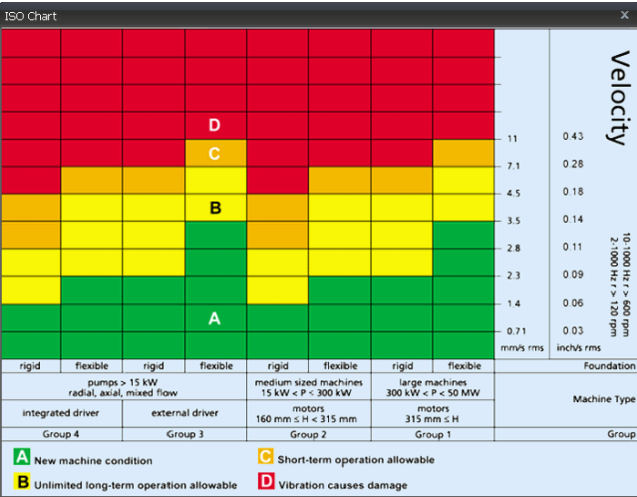 ISO Chart x
Velocity
10-1000 Hz r > 600 rpm
2-1000 Hz r > 120 rpm
D
C
B
A
11 0.43
7.1 0.28
4.5 0.18
3.5 0.14
2.8 0.11
2.3 0.09
1.4 0.06
0.71 0.03
mm/s rms inch/s rms
rigid flexible rigid flexible rigid flexible rigid flexible Foundation
pumps > 15 kW medium sized machines large machines
radial, axial, mixed flow 15 kW < P ≤ 300 kW 300 kW < P < 50 MW
Machine Type
integrated driver external driver motors motors
160 mm ≤ H < 315 mm 315 mm ≤ H
Group 4 Group 3 Group 2 Group 1 Group
A New machine condition C Short-term operation allowable
B Unlimited long-term operation allowable D Vibration causes damage